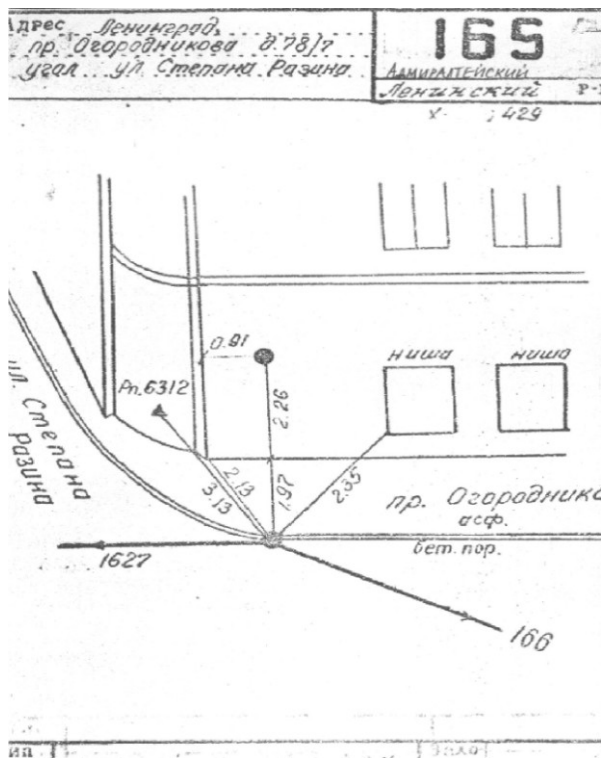 Адрес Ленинград,
пр. Огородникова д.78/7
угал ул. Степана Разина
165
АДМИРАЛТЕЙСКИЙ
Ленинский
429
0.91
ниша ниша
Рп.6312
2.26
ул. Степана
Разина
2.13
3.13
1.97
2.35
пр. Огородника
асф.
бет. пор.
1627
166